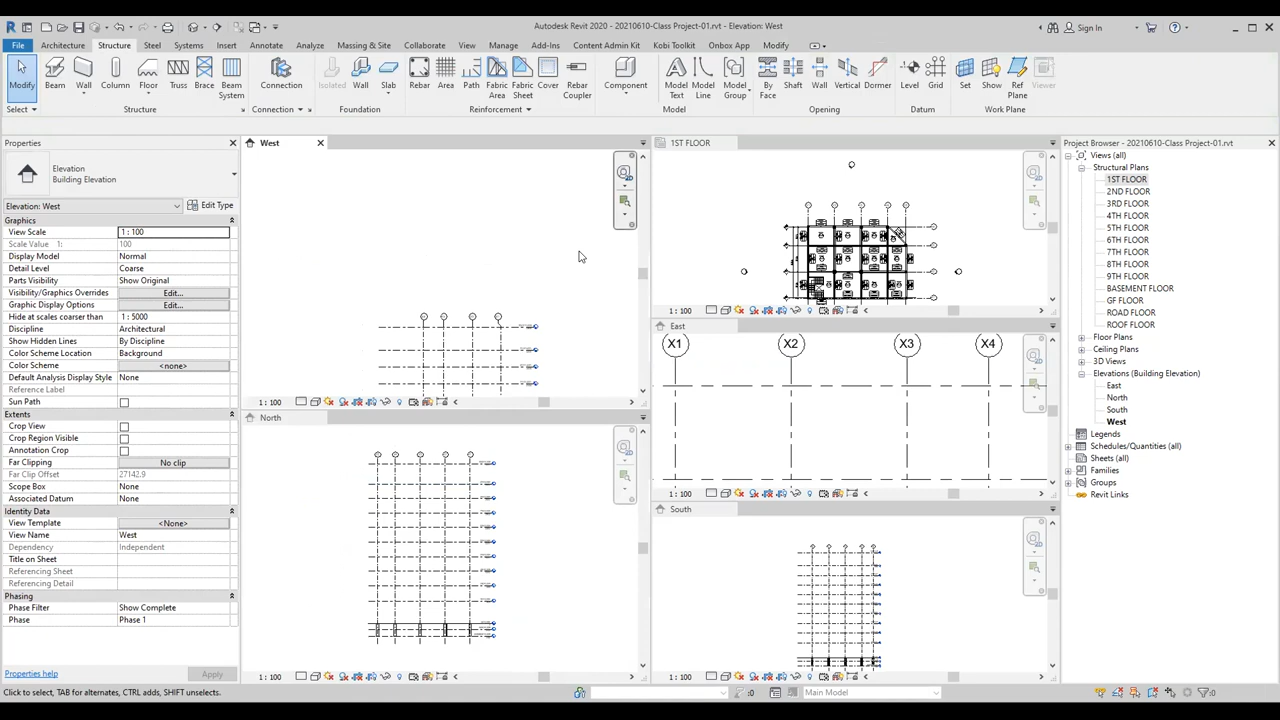 Autodesk Revit 2020 - 20210610-Class Project-01.rvt - Elevation: West
Sign In
File Architecture Structure Steel Systems Insert Annotate Analyze Massing & Site Collaborate View Manage Add-Ins Content Admin Kit Kobi Toolkit Onbox App Modify
Modify Beam Wall Column Floor Truss Brace Beam System Connection Isolated Wall Slab Rebar Area Path Fabric Area Fabric Sheet Cover Rebar Coupler Component Model Text Model Line Model Group By Face Shaft Wall Vertical Dormer Level Grid Set Show Ref Plane Viewer
Select Structure Connection Foundation Reinforcement Model Opening Datum Work Plane
Properties
Elevation
Building Elevation
Elevation: West Edit Type
Graphics
View Scale 1 : 100
Scale Value 1: 100
Display Model Normal
Detail Level Coarse
Parts Visibility Show Original
Visibility/Graphics Overrides Edit...
Graphic Display Options Edit...
Hide at scales coarser than 1 : 5000
Discipline Architectural
Show Hidden Lines By Discipline
Color Scheme Location Background
Color Scheme <none>
Default Analysis Display Style None
Reference Label
Sun Path
Extents
Crop View
Crop Region Visible
Annotation Crop
Far Clipping No clip
Far Clip Offset 27142.9
Scope Box None
Associated Datum None
Identity Data
View Template <None>
View Name West
Dependency Independent
Title on Sheet
Referencing Sheet
Referencing Detail
Phasing
Phase Filter Show Complete
Phase Phase 1
Properties help Apply
West
1 : 100
North
1 : 100
1ST FLOOR
1 : 100
East
X1 X2 X3 X4
1 : 100
South
1 : 100
Project Browser - 20210610-Class Project-01.rvt
Views (all)
Structural Plans
1ST FLOOR
2ND FLOOR
3RD FLOOR
4TH FLOOR
5TH FLOOR
6TH FLOOR
7TH FLOOR
8TH FLOOR
9TH FLOOR
BASEMENT FLOOR
GF FLOOR
ROAD FLOOR
ROOF FLOOR
Floor Plans
Ceiling Plans
3D Views
Elevations (Building Elevation)
East
North
South
West
Legends
Schedules/Quantities (all)
Sheets (all)
Families
Groups
Revit Links
Click to select, TAB for alternates, CTRL adds, SHIFT unselects. :0 Main Model :0